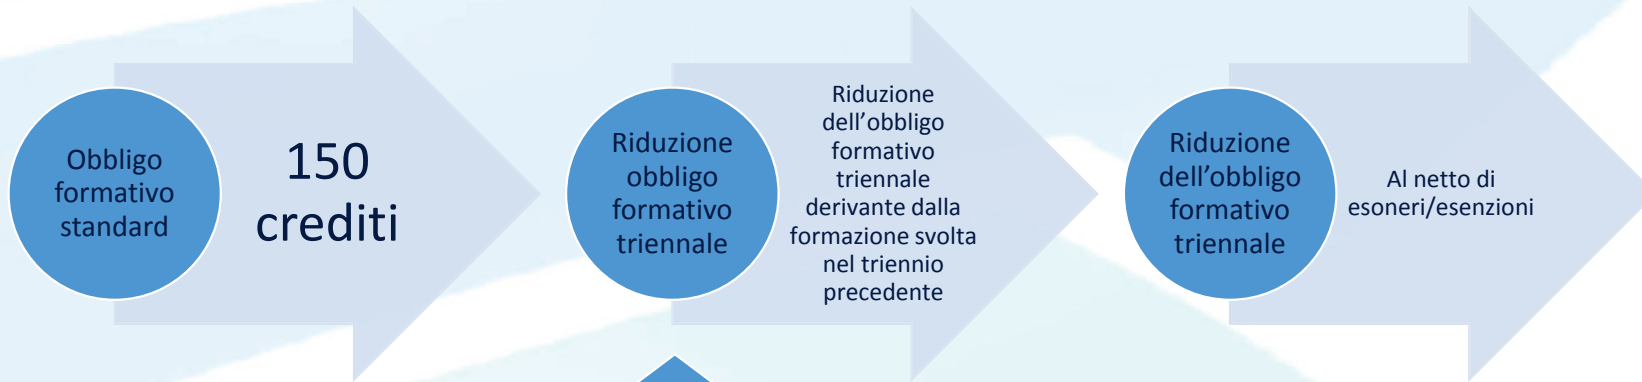 Obbligo
formativo
standard
150
crediti
Riduzione
obbligo
formativo
triennale
Riduzione
dell’obbligo
formativo
triennale
derivante dalla
formazione svolta
nel triennio
precedente
Riduzione
dell’obbligo
formativo
triennale
Al netto di
esoneri/esenzioni